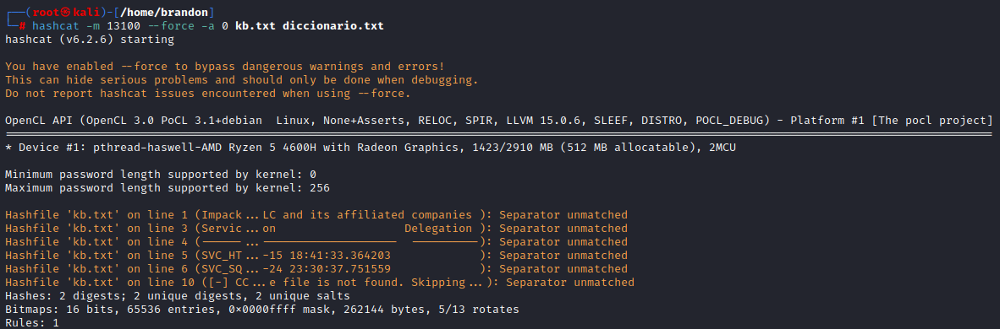 ┌──(root㉿kali)-[/home/brandon]
└─# hashcat -m 13100 --force -a 0 kb.txt diccionario.txt
hashcat (v6.2.6) starting
You have enabled --force to bypass dangerous warnings and errors!
This can hide serious problems and should only be done when debugging.
Do not report hashcat issues encountered when using --force.
OpenCL API (OpenCL 3.0 PoCL 3.1+debian  Linux, None+Asserts, RELOC, SPIR, LLVM 15.0.6, SLEEF, DISTRO, POCL_DEBUG) - Platform #1 [The pocl project]
==================================================================================================================================================
* Device #1: pthread-haswell-AMD Ryzen 5 4600H with Radeon Graphics, 1423/2910 MB (512 MB allocatable), 2MCU
Minimum password length supported by kernel: 0
Maximum password length supported by kernel: 256
Hashfile 'kb.txt' on line 1 (Impack...LC and its affiliated companies ): Separator unmatched
Hashfile 'kb.txt' on line 3 (Servic...on                   Delegation ): Separator unmatched
Hashfile 'kb.txt' on line 4 (------...--------------------  ----------): Separator unmatched
Hashfile 'kb.txt' on line 5 (SVC_HT...-15 18:41:33.364203             ): Separator unmatched
Hashfile 'kb.txt' on line 6 (SVC_SQ...-24 23:30:37.751559             ): Separator unmatched
Hashfile 'kb.txt' on line 10 ([-] CC...e file is not found. Skipping...): Separator unmatched
Hashes: 2 digests; 2 unique digests, 2 unique salts
Bitmaps: 16 bits, 65536 entries, 0x0000ffff mask, 262144 bytes, 5/13 rotates
Rules: 1